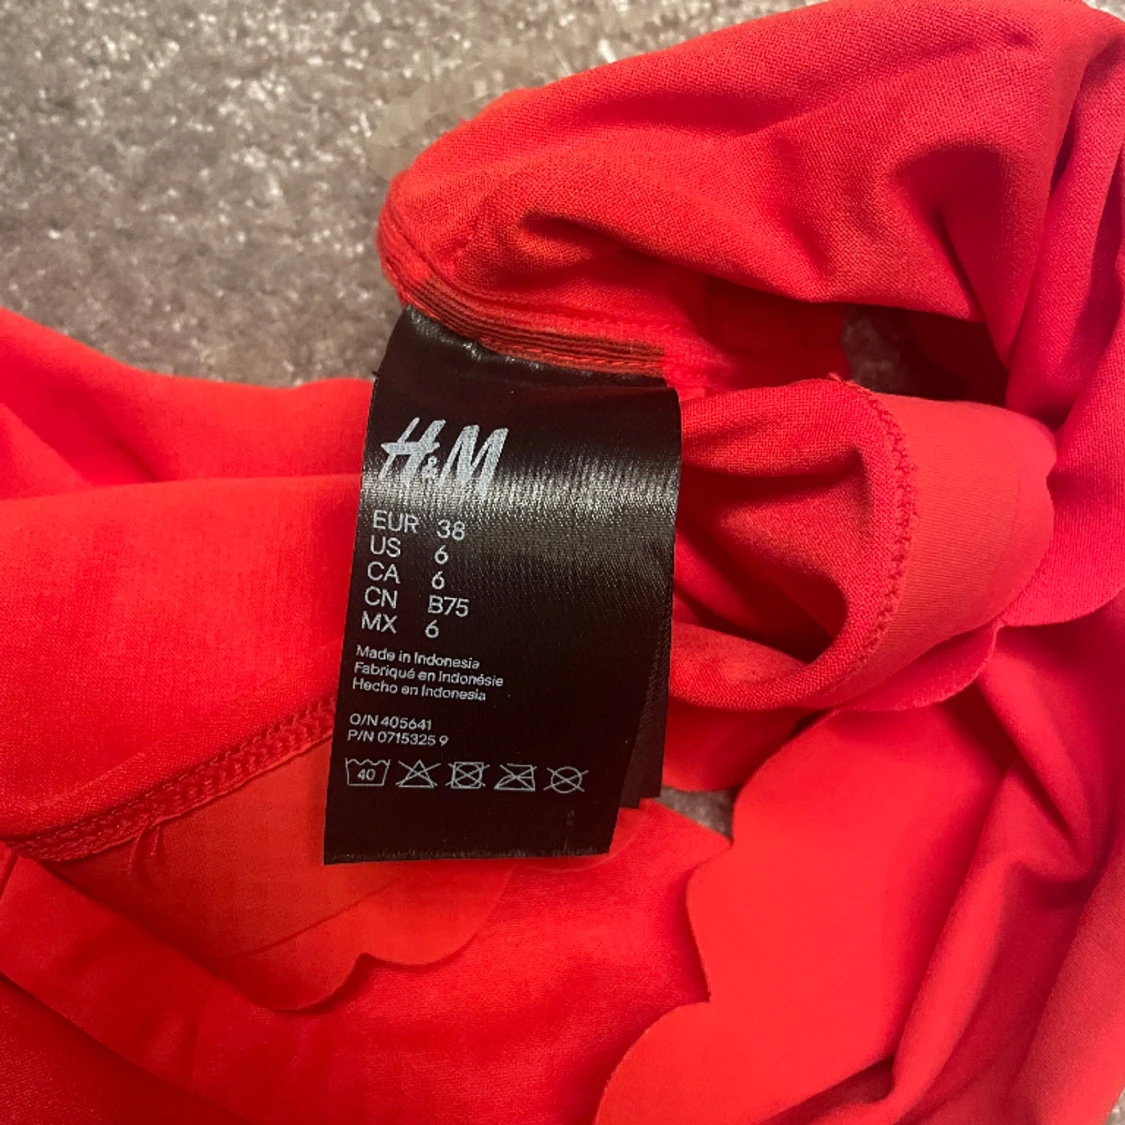 H&M
EUR 38
US 6
CA 6
CN B75
MX 6
Made in Indonesia
Fabriqué en Indonésie
Hecho en Indonesia
O/N 405641
P/N 0715325 9
40